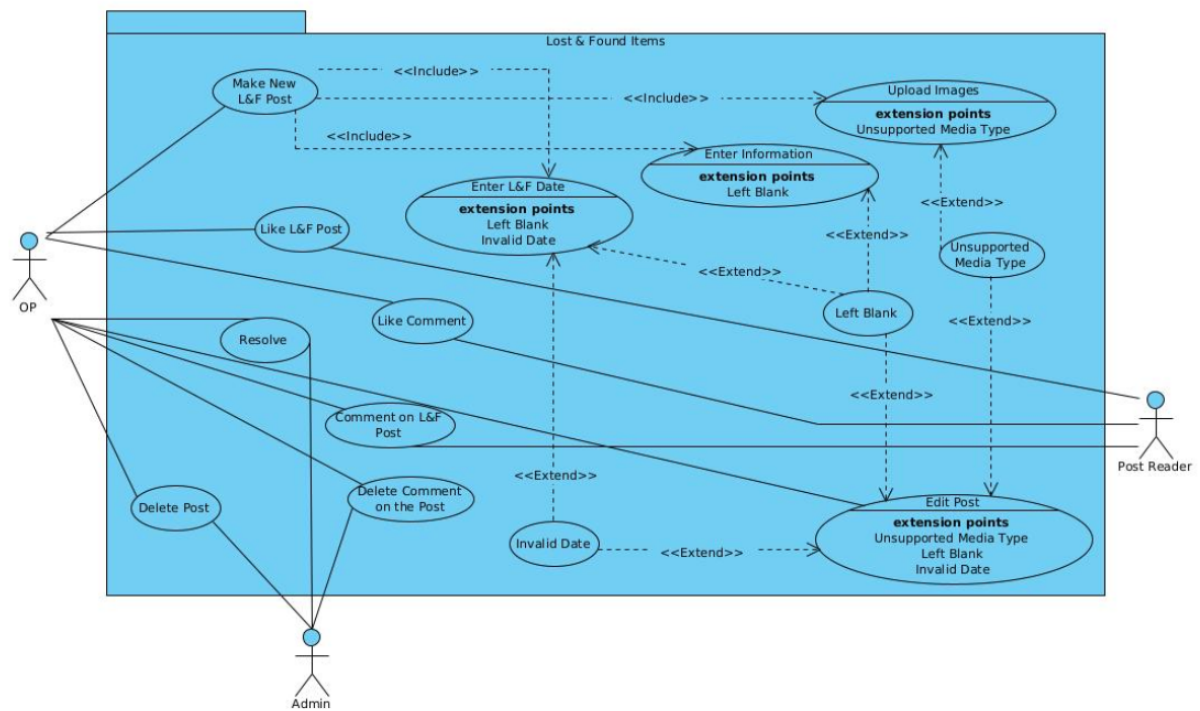 Lost & Found Items
Make New
L&F Post
<<Include>>
<<Include>>
<<Include>>
Upload Images
extension points
Unsupported Media Type
Enter Information
extension points
Left Blank
Enter L&F Date
extension points
Left Blank
Invalid Date
<<Extend>>
Like L&F Post
<<Extend>>
Unsupported
Media Type
<<Extend>>
OP
Like Comment
Left Blank
<<Extend>>
Resolve
<<Extend>>
Comment on L&F
Post
Post Reader
<<Extend>>
Delete Post
Delete Comment
on the Post
Edit Post
extension points
Unsupported Media Type
Left Blank
Invalid Date
Invalid Date
<<Extend>>
Admin